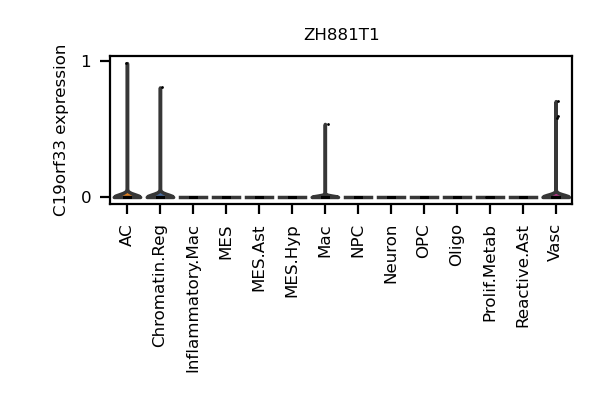 ZH881T1
C19orf33 expression
1
0
AC
Chromatin.Reg
Inflammatory.Mac
MES
MES.Ast
MES.Hyp
Mac
NPC
Neuron
OPC
Oligo
Prolif.Metab
Reactive.Ast
Vasc